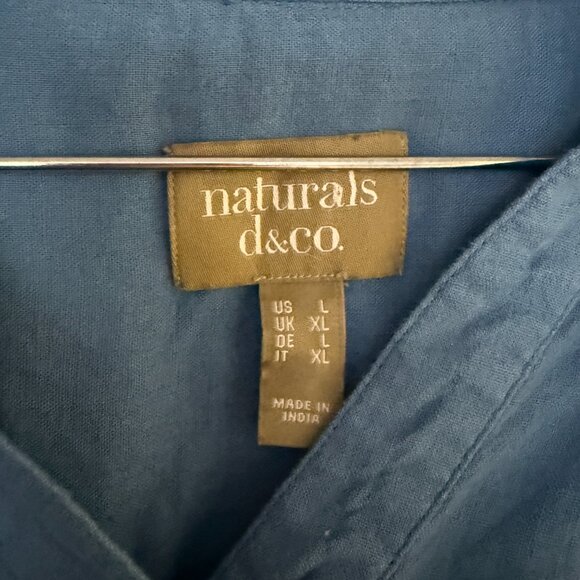 naturals
d&co.
US L
UK XL
DE L
IT XL
MADE IN
INDIA